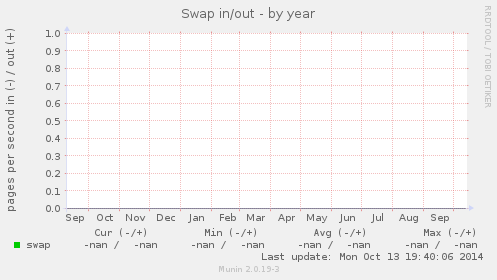 Swap in/out - by year
RRDTOOL / TOBI OETIKER
pages per second in (-) / out (+)
1.0
0.9
0.8
0.7
0.6
0.5
0.4
0.3
0.2
0.1
0.0
Sep Oct Nov Dec Jan Feb Mar Apr May Jun Jul Aug Sep
Cur (-/+) Min (-/+) Avg (-/+) Max (-/+)
swap -nan / -nan -nan / -nan -nan / -nan -nan / -nan
Last update: Mon Oct 13 19:40:06 2014
Munin 2.0.19-3